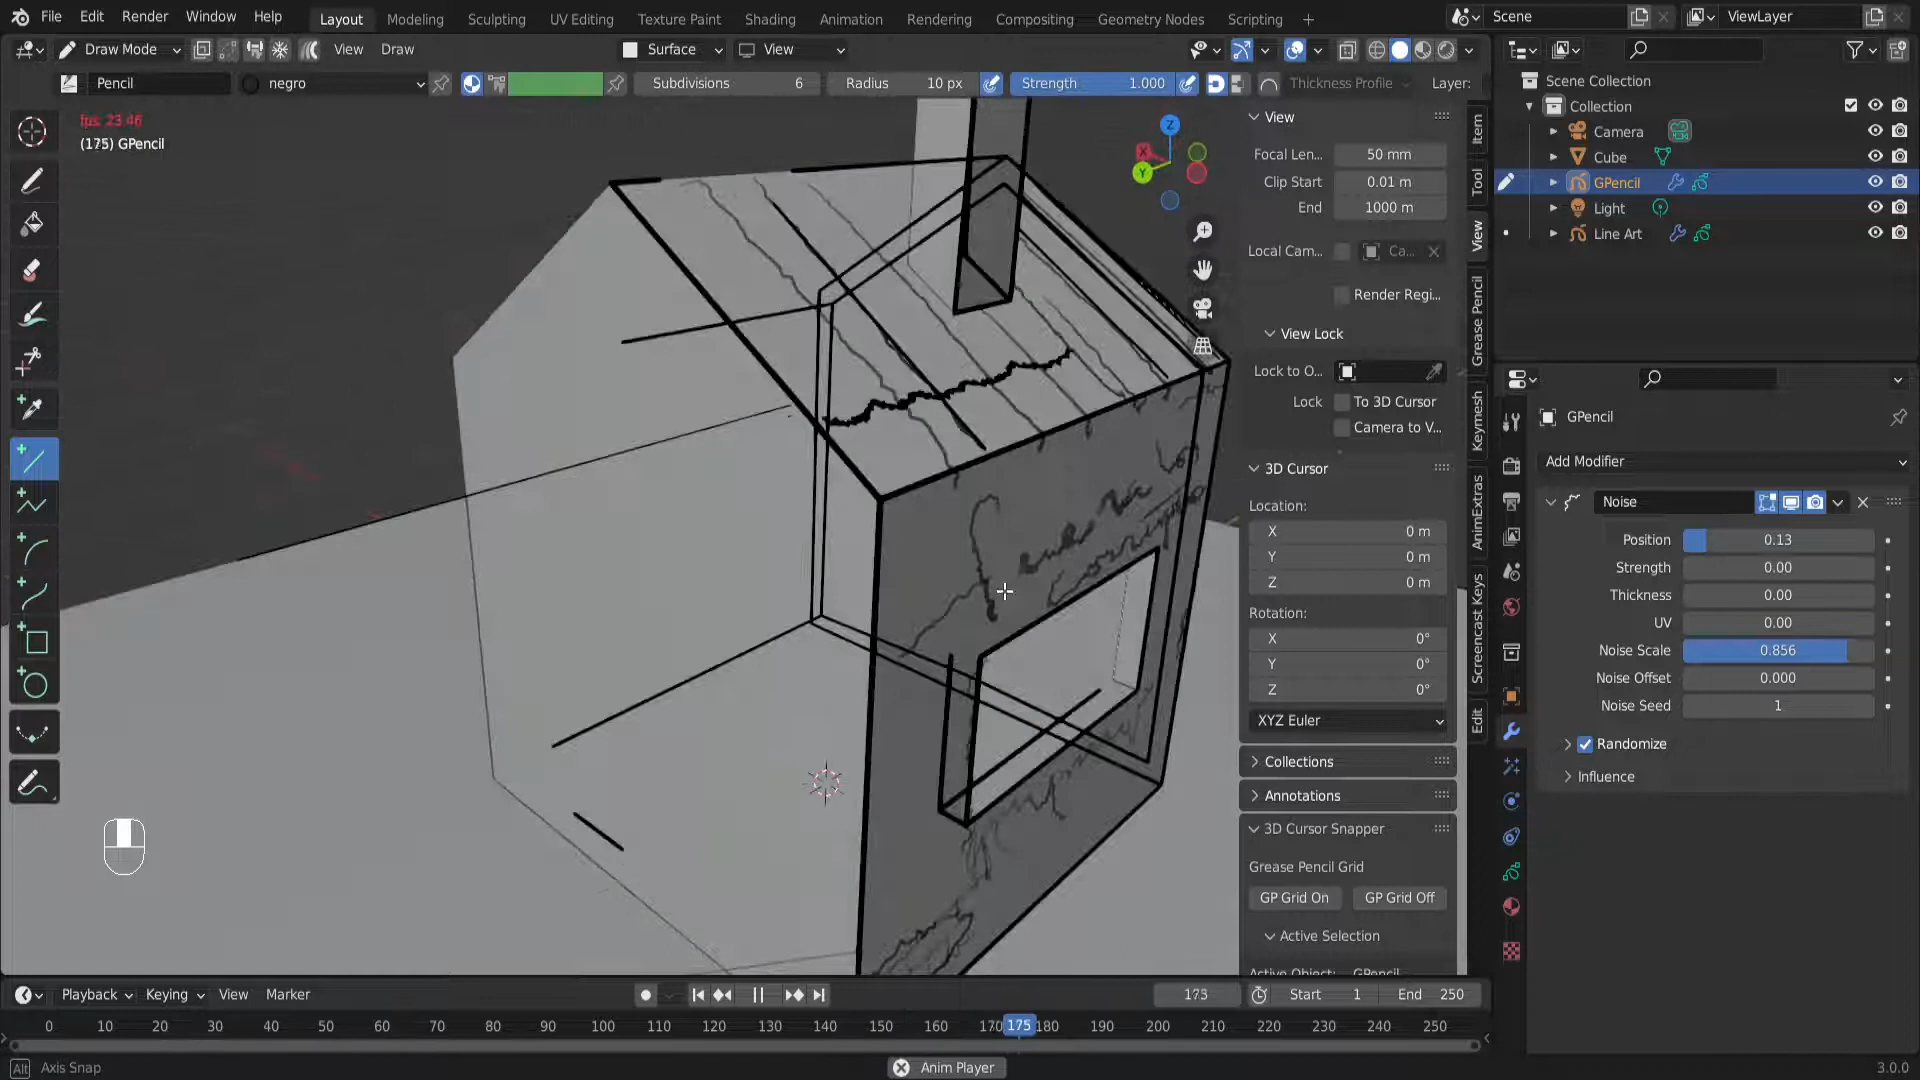 File Edit Render Window Help Layout Modeling Sculpting UV Editing Texture Paint Shading Animation Rendering Compositing Geometry Nodes Scripting + Scene ViewLayer
Draw Mode View Draw Surface View
Pencil negro Subdivisions 6 Radius 10 px Strength 1.000 Thickness Profile Layer:
fps: 23.46
(175) GPencil
Z
X
Y
View
Focal Len... 50 mm
Clip Start 0.01 m
End 1000 m
Local Cam... Ca...
Render Regi...
View Lock
Lock to O...
Lock To 3D Cursor
Camera to V...
3D Cursor
Location:
X 0 m
Y 0 m
Z 0 m
Rotation:
X 0°
Y 0°
Z 0°
XYZ Euler
Collections
Annotations
3D Cursor Snapper
Grease Pencil Grid
GP Grid On GP Grid Off
Active Selection
Active Object: GPencil
Item
Tool
View
Grease Pencil
Keymesh
AnimExtras
Screencast Keys
Edit
Scene Collection
Collection
Camera
Cube
GPencil
Light
Line Art
GPencil
Add Modifier
Noise
Position 0.13
Strength 0.00
Thickness 0.00
UV 0.00
Noise Scale 0.856
Noise Offset 0.000
Noise Seed 1
Randomize
Influence
Playback Keying View Marker 175 Start 1 End 250
0 10 20 30 40 50 60 70 80 90 100 110 120 130 140 150 160 170 175 180 190 200 210 220 230 240 250
Alt Axis Snap Anim Player 3.0.0